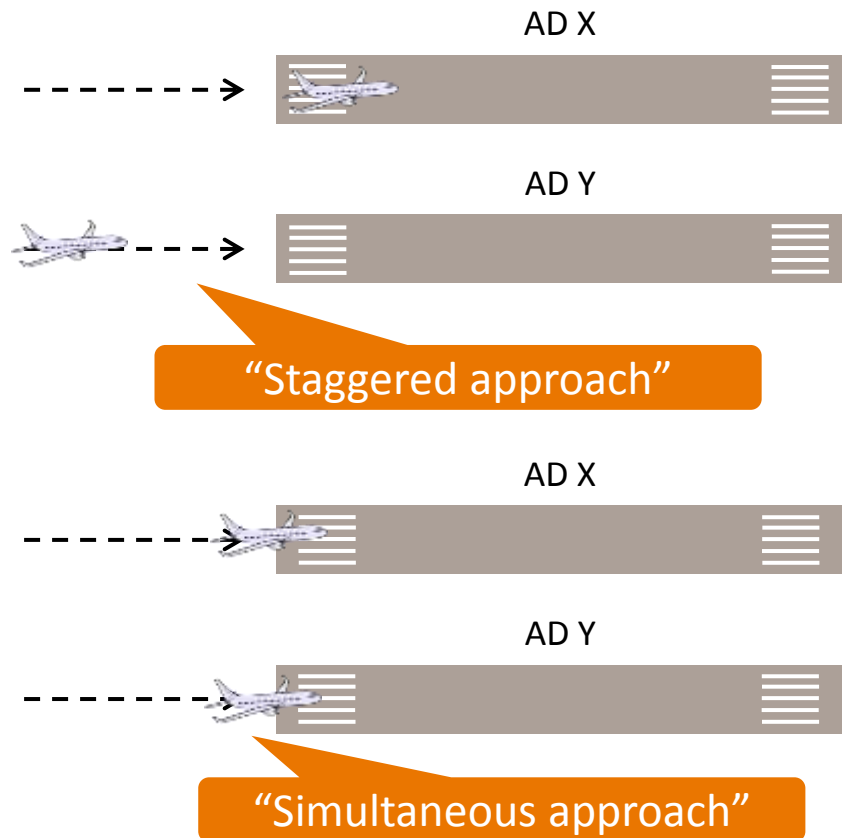 AD X
AD Y
“Staggered approach”
AD X
AD Y
“Simultaneous approach”